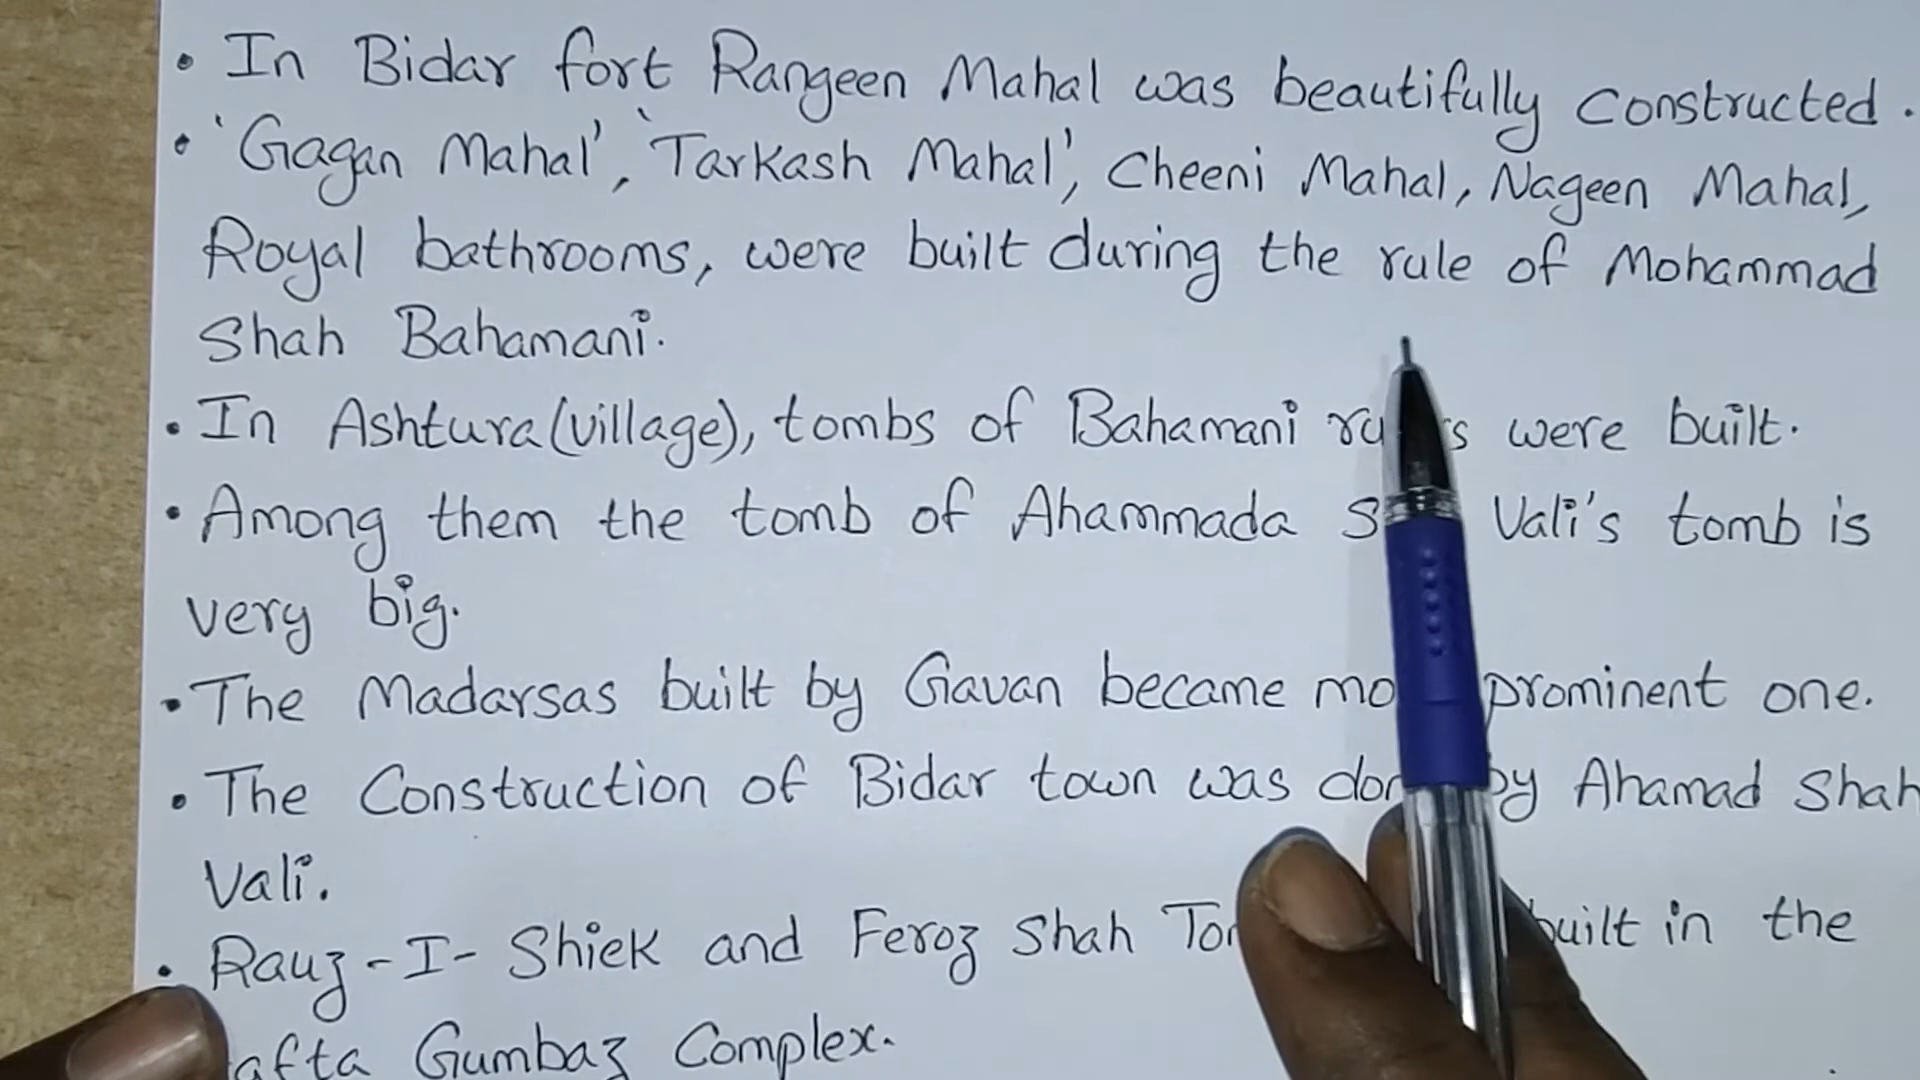 • In Bidar fort Rangeen Mahal was beautifully constructed.
• 'Gagan Mahal', 'Tarkash Mahal', Cheeni Mahal, Nageen Mahal,
Royal bathrooms, were built during the rule of Mohammad
Shah Bahamani.
• In Ashtura(village), tombs of Bahamani were built.
• Among them the tomb of Ahammada Vali's tomb is
very big.
• The Madarsas built by Gavan became prominent one.
• The Construction of Bidar town was by Ahamad Shah
Vali.
• Rauz-I-Shiek and Feroz Shah built in the
Gumbaz Complex.